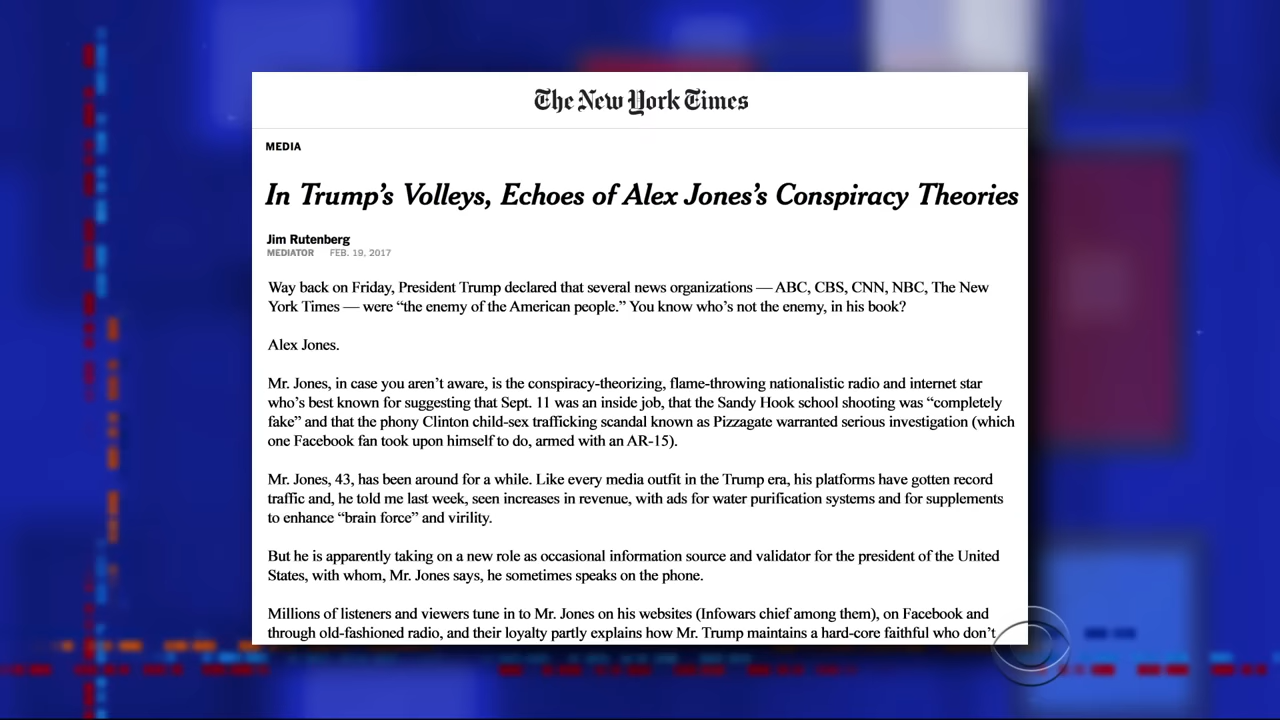 The New York Times
MEDIA
In Trump’s Volleys, Echoes of Alex Jones’s Conspiracy Theories
Jim Rutenberg
MEDIATOR FEB. 19, 2017
Way back on Friday, President Trump declared that several news organizations — ABC, CBS, CNN, NBC, The New
York Times — were “the enemy of the American people.” You know who’s not the enemy, in his book?
Alex Jones.
Mr. Jones, in case you aren’t aware, is the conspiracy-theorizing, flame-throwing nationalistic radio and internet star
who’s best known for suggesting that Sept. 11 was an inside job, that the Sandy Hook school shooting was “completely
fake” and that the phony Clinton child-sex trafficking scandal known as Pizzagate warranted serious investigation (which
one Facebook fan took upon himself to do, armed with an AR-15).
Mr. Jones, 43, has been around for a while. Like every media outfit in the Trump era, his platforms have gotten record
traffic and, he told me last week, seen increases in revenue, with ads for water purification systems and for supplements
to enhance “brain force” and virility.
But he is apparently taking on a new role as occasional information source and validator for the president of the United
States, with whom, Mr. Jones says, he sometimes speaks on the phone.
Millions of listeners and viewers tune in to Mr. Jones on his websites (Infowars chief among them), on Facebook and
through old-fashioned radio, and their loyalty partly explains how Mr. Trump maintains a hard-core faithful who don’t